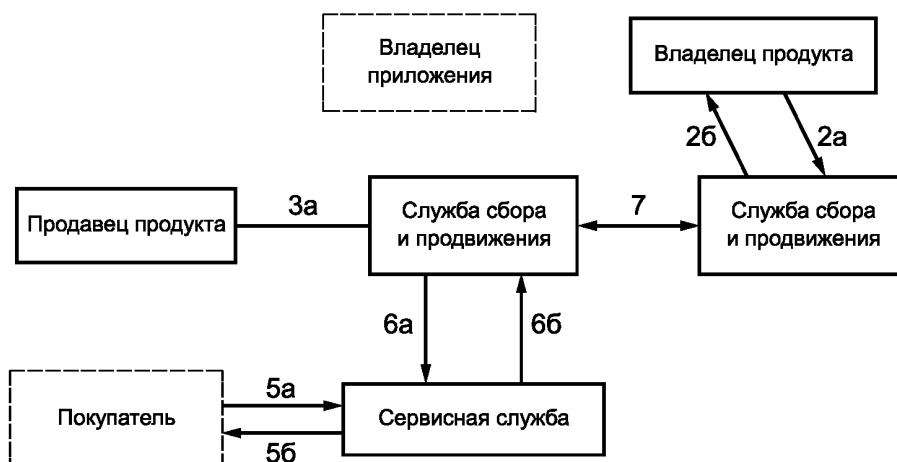 Владелец
приложения
Владелец продукта
2б
2а
Продавец продукта
3а
Служба сбора
и продвижения
7
Служба сбора
и продвижения
6а
6б
Покупатель
5а
5б
Сервисная служба